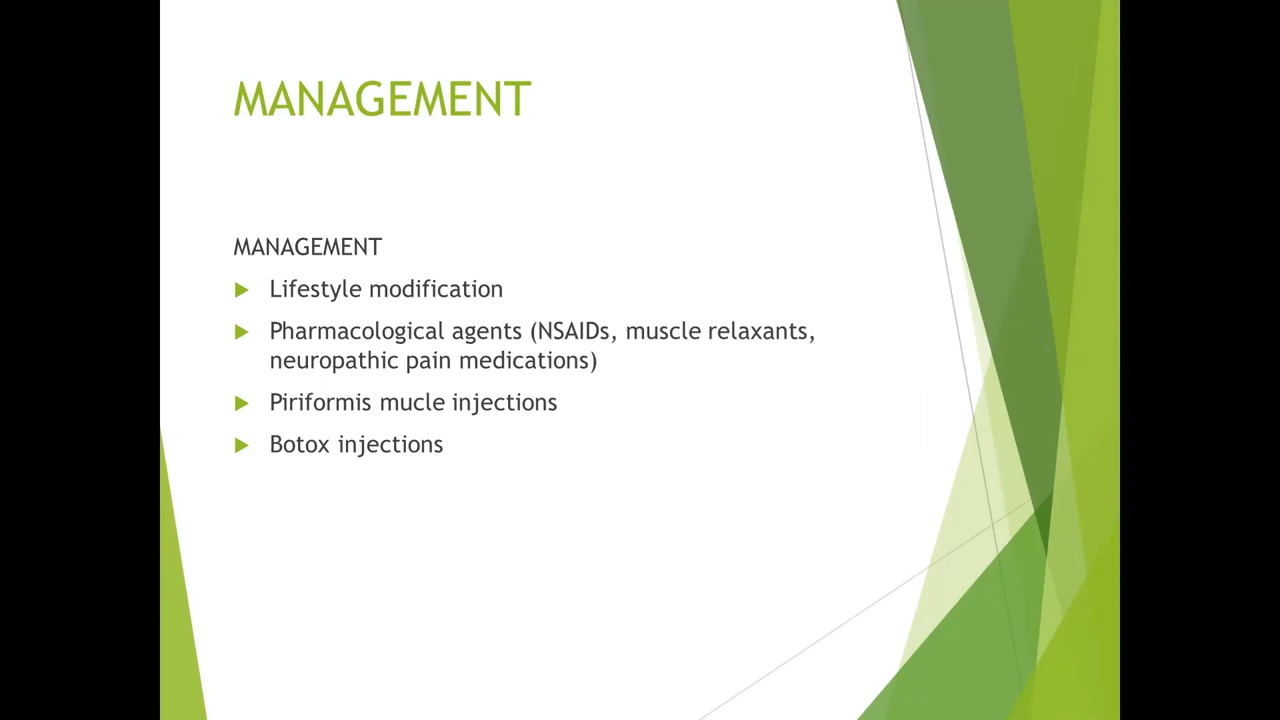 MANAGEMENT
MANAGEMENT
Lifestyle modification
Pharmacological agents (NSAIDs, muscle relaxants,
neuropathic pain medications)
Piriformis mucle injections
Botox injections